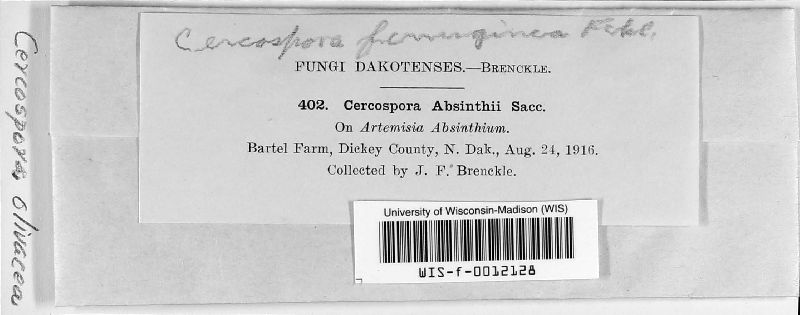 Cercospora ferruginea Fckl.
FUNGI DAKOTENSES.—BRENCKLE.
402. Cercospora Absinthii Sacc.
On Artemisia Absinthium.
Bartel Farm, Dickey County, N. Dak., Aug. 24, 1916.
Collected by J. F. Brenckle.
University of Wisconsin-Madison (WIS)
WIS-f-0012128
Cercospora olivacea